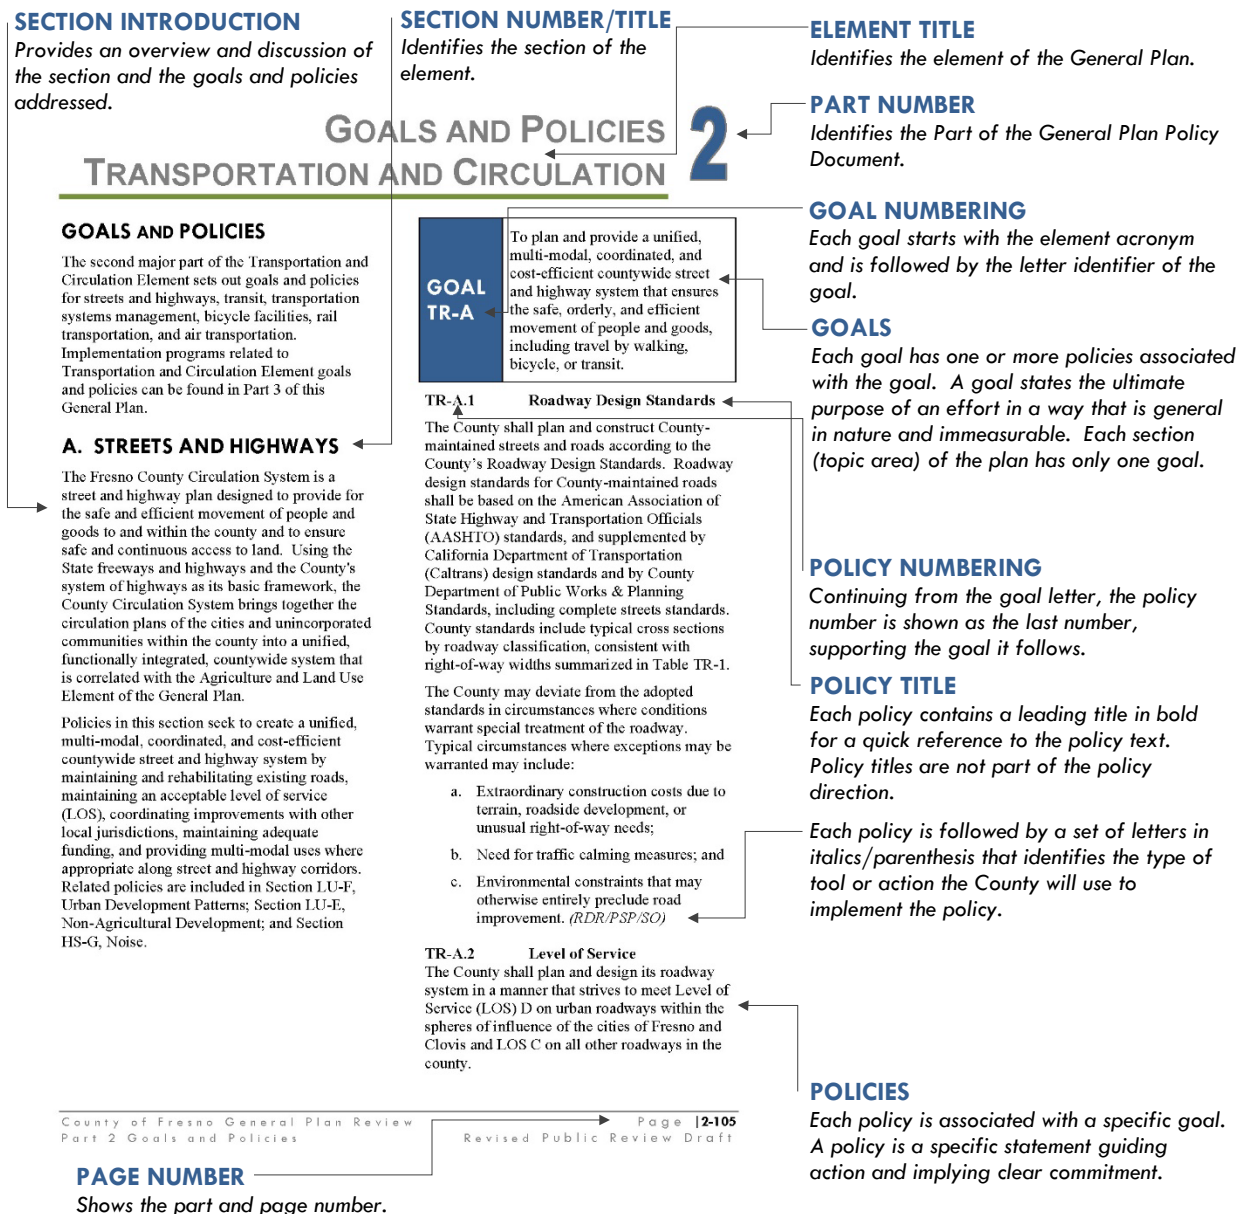 SECTION INTRODUCTION
Provides an overview and discussion of
the section and the goals and policies
addressed.
SECTION NUMBER/TITLE
Identifies the section of the
element.
ELEMENT TITLE
Identifies the element of the General Plan.
PART NUMBER
Identifies the Part of the General Plan Policy
Document.
GOALS AND POLICIES
TRANSPORTATION AND CIRCULATION
2
GOALS AND POLICIES
The second major part of the Transportation and
Circulation Element sets out goals and policies
for streets and highways, transit, transportation
systems management, bicycle facilities, rail
transportation, and air transportation.
Implementation programs related to
Transportation and Circulation Element goals
and policies can be found in Part 3 of this
General Plan.
A. STREETS AND HIGHWAYS
The Fresno County Circulation System is a
street and highway plan designed to provide for
the safe and efficient movement of people and
goods to and within the county and to ensure
safe and continuous access to land. Using the
State freeways and highways and the County's
system of highways as its basic framework, the
County Circulation System brings together the
circulation plans of the cities and unincorporated
communities within the county into a unified,
functionally integrated, countywide system that
is correlated with the Agriculture and Land Use
Element of the General Plan.
Policies in this section seek to create a unified,
multi-modal, coordinated, and cost-efficient
countywide street and highway system by
maintaining and rehabilitating existing roads,
maintaining an acceptable level of service
(LOS), coordinating improvements with other
local jurisdictions, maintaining adequate
funding, and providing multi-modal uses where
appropriate along street and highway corridors.
Related policies are included in Section LU-F,
Urban Development Patterns; Section LU-E,
Non-Agricultural Development; and Section
HS-G, Noise.
GOAL
TR-A
To plan and provide a unified,
multi-modal, coordinated, and
cost-efficient countywide street
and highway system that ensures
the safe, orderly, and efficient
movement of people and goods,
including travel by walking,
bicycle, or transit.
TR-A.1 Roadway Design Standards
The County shall plan and construct County-
maintained streets and roads according to the
County's Roadway Design Standards. Roadway
design standards for County-maintained roads
shall be based on the American Association of
State Highway and Transportation Officials
(AASHTO) standards, and supplemented by
California Department of Transportation
(Caltrans) design standards and by County
Department of Public Works & Planning
Standards, including complete streets standards.
County standards include typical cross sections
by roadway classification, consistent with
right-of-way widths summarized in Table TR-1.
The County may deviate from the adopted
standards in circumstances where conditions
warrant special treatment of the roadway.
Typical circumstances where exceptions may be
warranted may include:
a. Extraordinary construction costs due to
terrain, roadside development, or
unusual right-of-way needs;
b. Need for traffic calming measures; and
c. Environmental constraints that may
otherwise entirely preclude road
improvement. (RDR/PSP/SO)
TR-A.2 Level of Service
The County shall plan and design its roadway
system in a manner that strives to meet Level of
Service (LOS) D on urban roadways within the
spheres of influence of the cities of Fresno and
Clovis and LOS C on all other roadways in the
county.
GOAL NUMBERING
Each goal starts with the element acronym
and is followed by the letter identifier of the
goal.
GOALS
Each goal has one or more policies associated
with the goal. A goal states the ultimate
purpose of an effort in a way that is general
in nature and immeasurable. Each section
(topic area) of the plan has only one goal.
POLICY NUMBERING
Continuing from the goal letter, the policy
number is shown as the last number,
supporting the goal it follows.
POLICY TITLE
Each policy contains a leading title in bold
for a quick reference to the policy text.
Policy titles are not part of the policy
direction.
Each policy is followed by a set of letters in
italics/parenthesis that identifies the type of
tool or action the County will use to
implement the policy.
POLICIES
Each policy is associated with a specific goal.
A policy is a specific statement guiding
action and implying clear commitment.
County of Fresno General Plan Review
Part 2 Goals and Policies
Page |2-105
Revised Public Review Draft
PAGE NUMBER
Shows the part and page number.